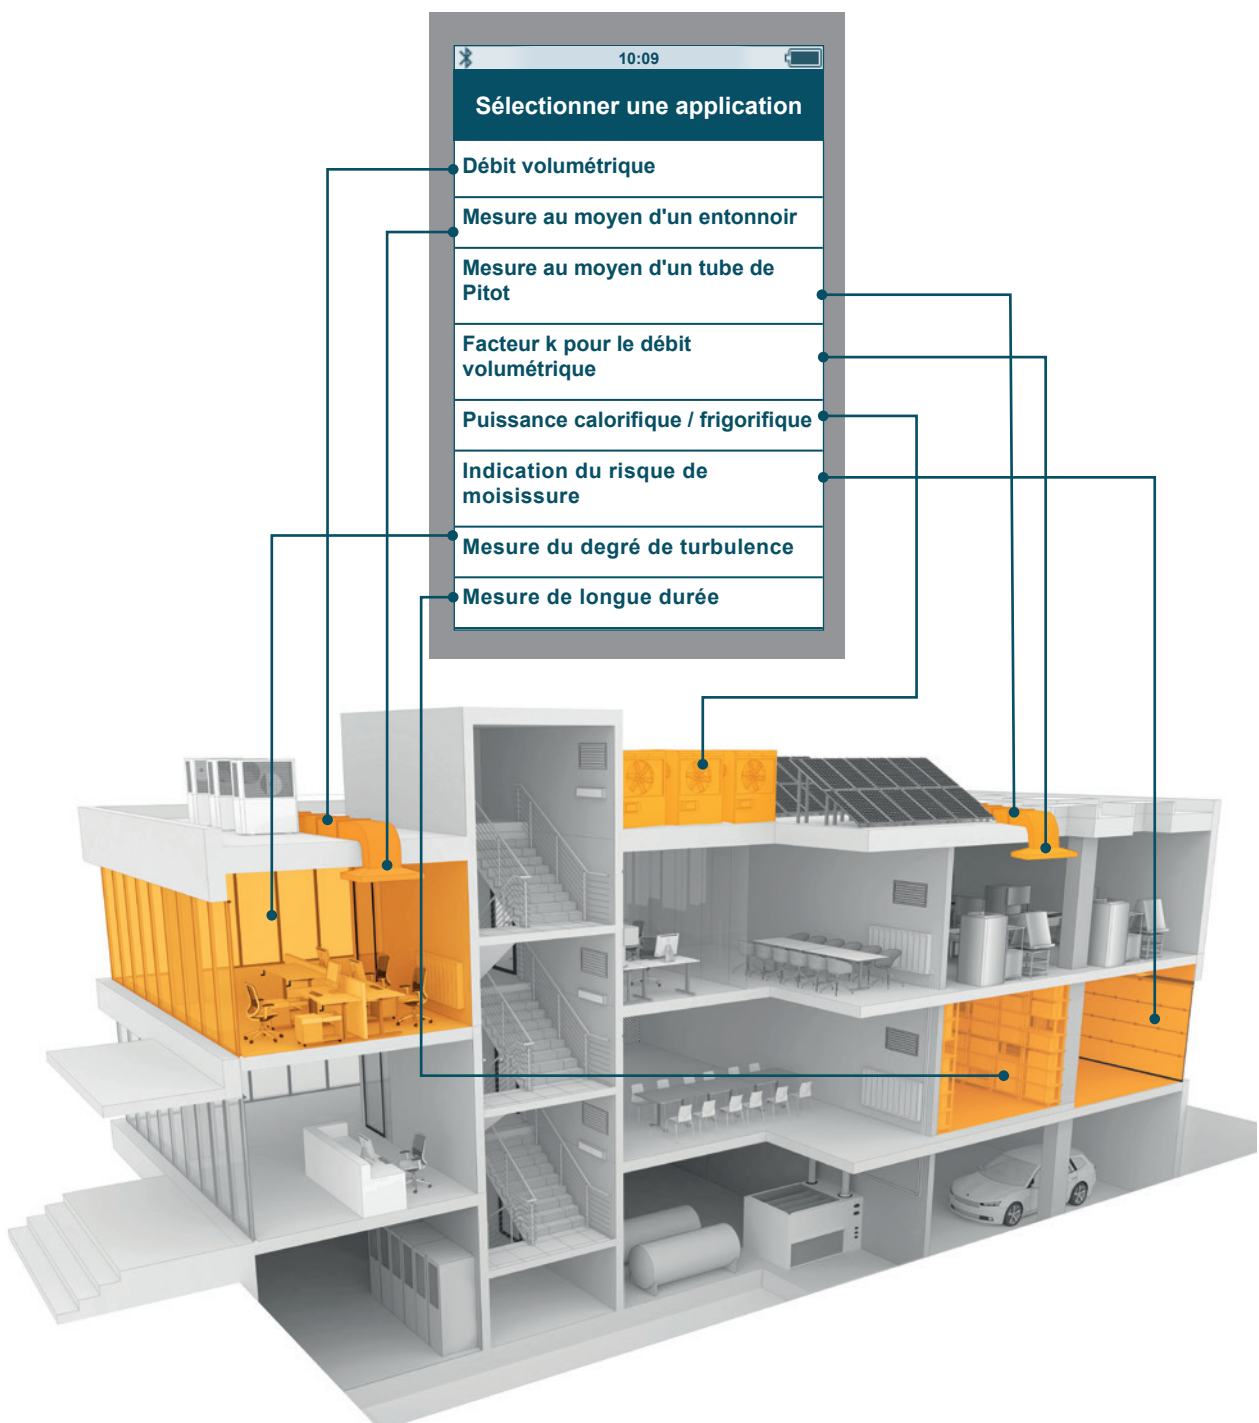 10:09
Sélectionner une application
Débit volumétrique
Mesure au moyen d'un entonnoir
Mesure au moyen d'un tube de
Pitot
Facteur k pour le débit
volumétrique
Puissance calorifique / frigorifique
Indication du risque de
moisissure
Mesure du degré de turbulence
Mesure de longue durée